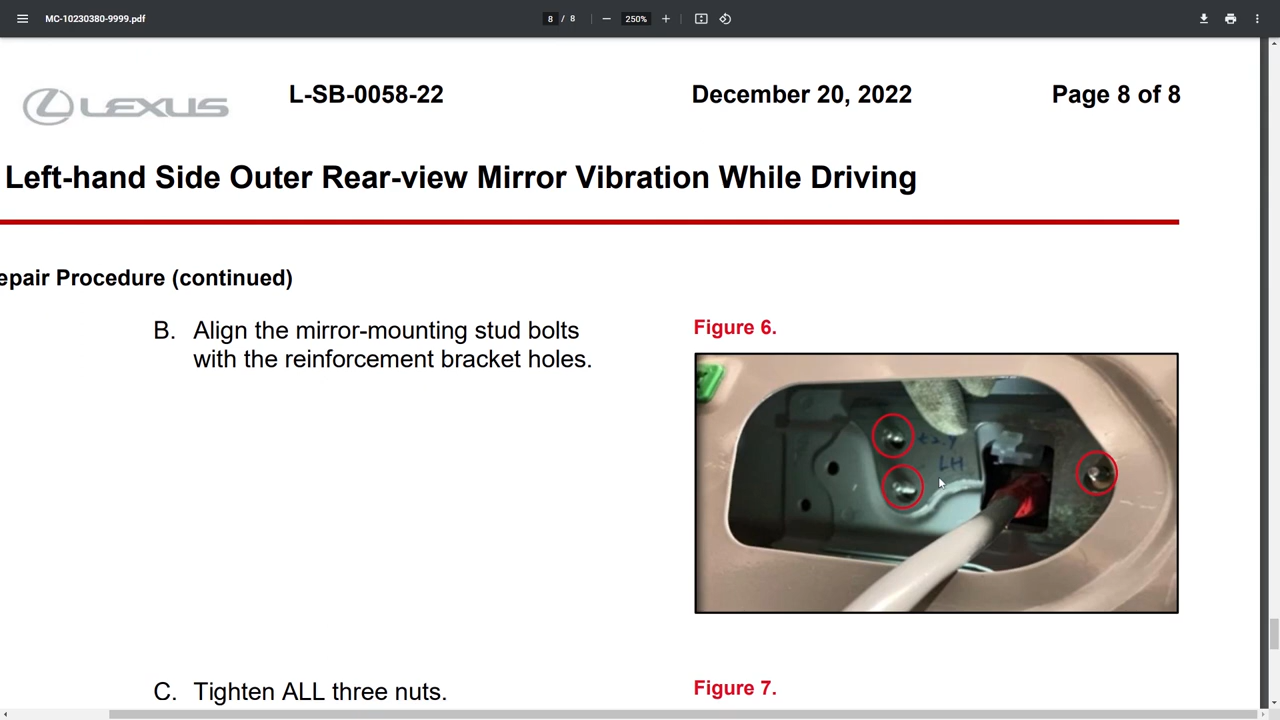 MC-10230380-9999.pdf
8 / 8
250%
LEXUS
L-SB-0058-22
December 20, 2022
Page 8 of 8
Left-hand Side Outer Rear-view Mirror Vibration While Driving
epair Procedure (continued)
B. Align the mirror-mounting stud bolts
with the reinforcement bracket holes.
Figure 6.
LH
C. Tighten ALL three nuts.
Figure 7.